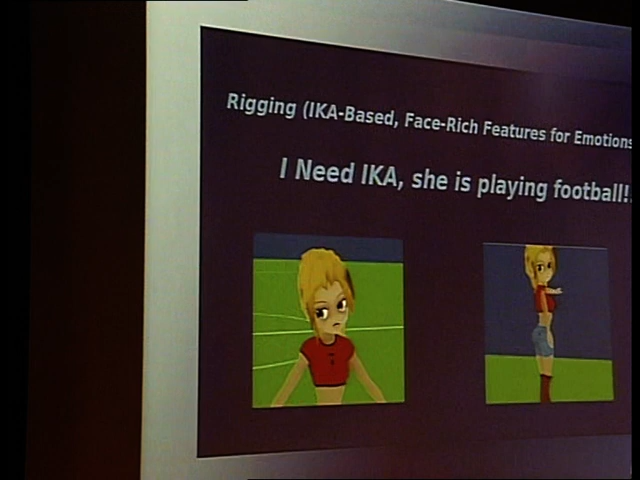 Rigging (IKA-Based, Face-Rich Features for Emotions
I Need IKA, she is playing football!